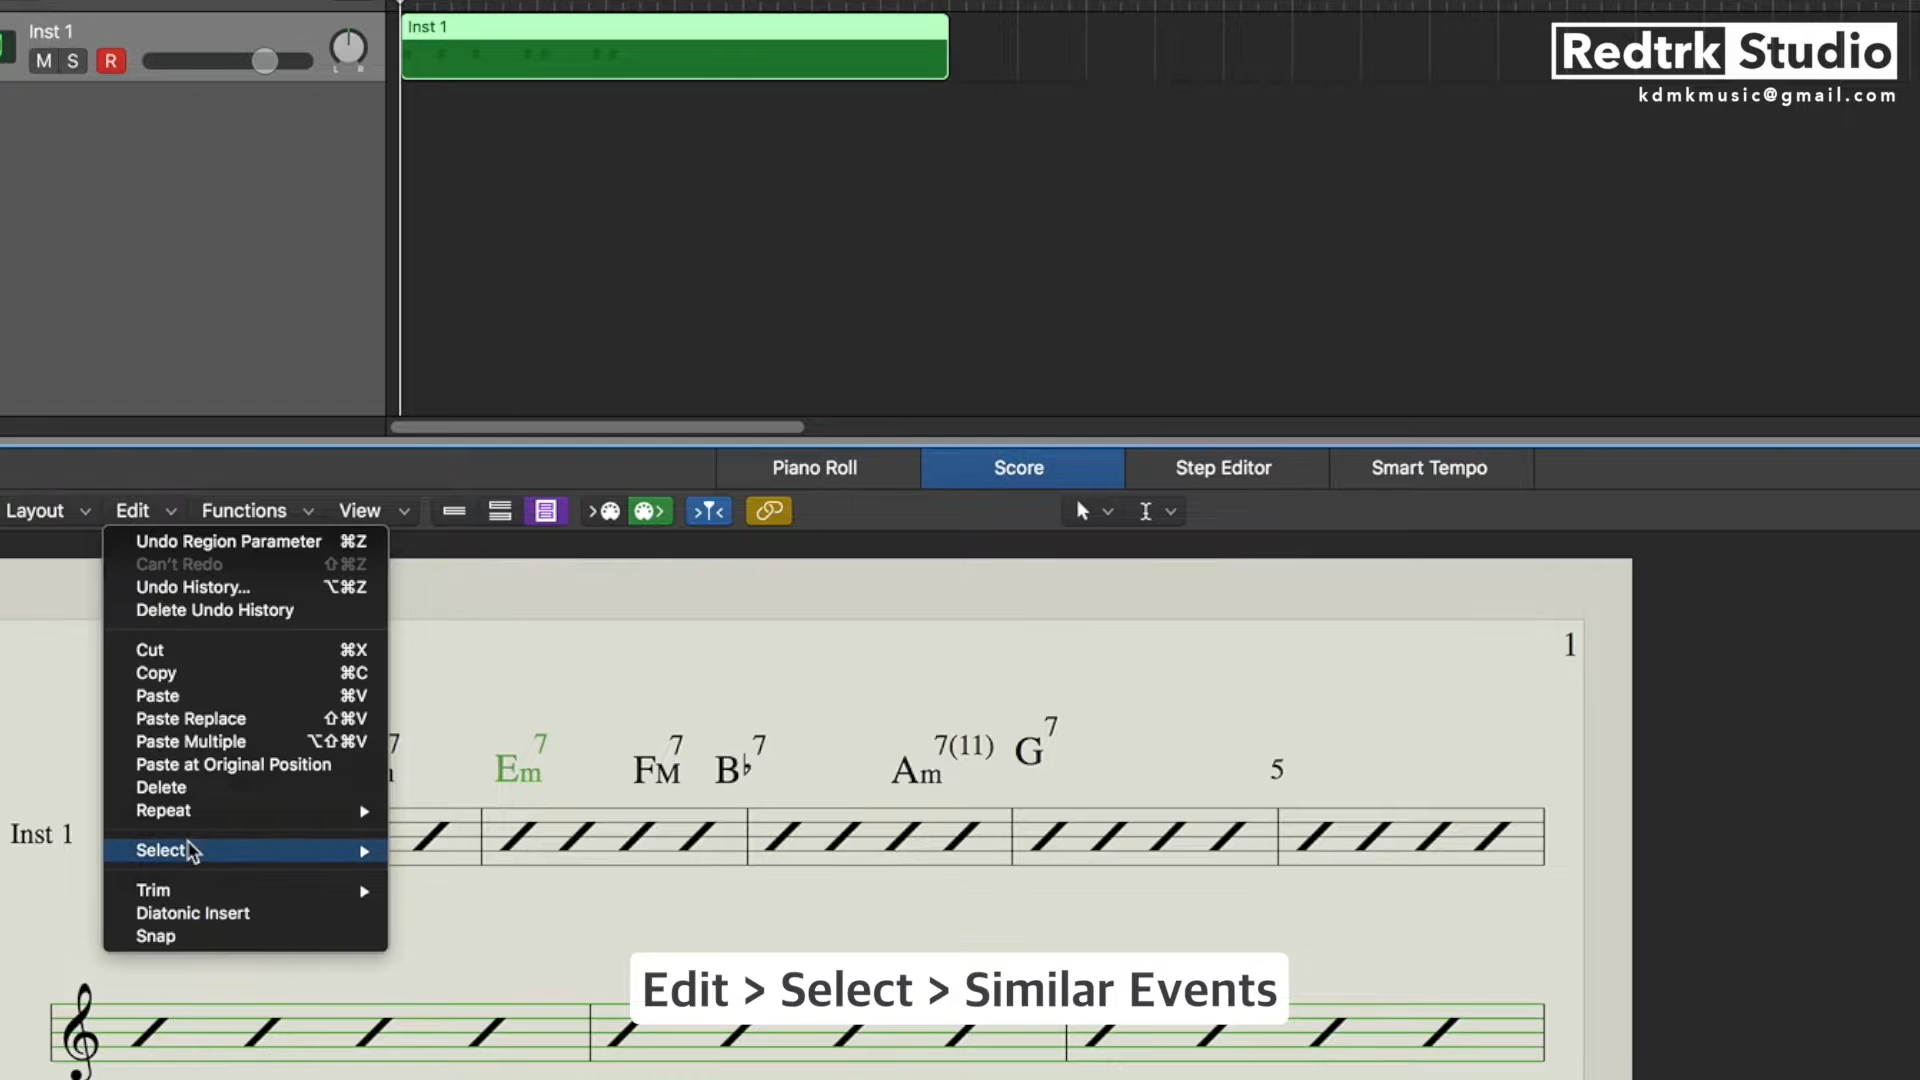 Inst 1
M S R
L R
Inst 1
Redtrk Studio
kdmkmusic@gmail.com
Piano Roll
Score
Step Editor
Smart Tempo
Layout
Edit
Functions
View
Undo Region Parameter ⌘Z
Can't Redo ⇧⌘Z
Undo History... ⌥⌘Z
Delete Undo History
Cut ⌘X
Copy ⌘C
Paste ⌘V
Paste Replace ⇧⌘V
Paste Multiple ⌥⇧⌘V
Paste at Original Position
Delete
Repeat
Select
Trim
Diatonic Insert
Snap
1
7
Em7
FM7
B♭7
Am7(11)
G7
5
Inst 1
Edit > Select > Similar Events